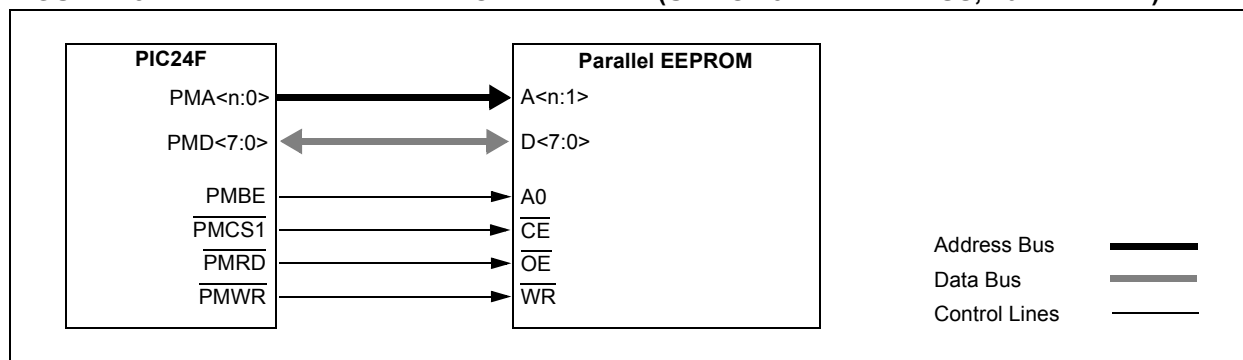 PIC24F
Parallel EEPROM
PMA<n:0>
A<n:1>
PMD<7:0>
D<7:0>
PMBE
A0
PMCS1
CE
PMRD
OE
PMWR
WR
Address Bus
Data Bus
Control Lines